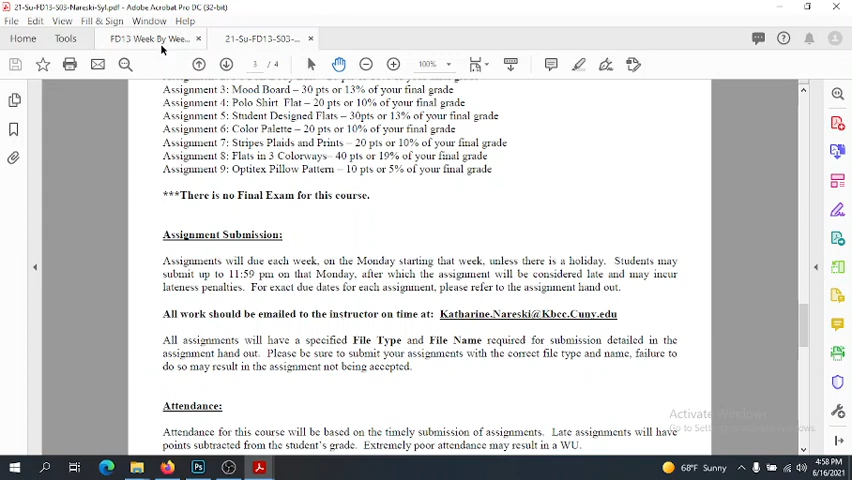 21-Su-FD13-S03-Nareski-Syl.pdf - Adobe Acrobat Pro DC (32-bit)
File Edit View Fill & Sign Window Help
Home Tools FD13 Week By Wee... 21-Su-FD13-S03-...
3 / 4 100%
Assignment 3: Mood Board – 30 pts or 13% of your final grade
Assignment 4: Polo Shirt Flat – 20 pts or 10% of your final grade
Assignment 5: Student Designed Flats – 30pts or 13% of your final grade
Assignment 6: Color Palette – 20 pts or 10% of your final grade
Assignment 7: Stripes Plaids and Prints – 20 pts or 10% of your final grade
Assignment 8: Flats in 3 Colorways– 40 pts or 19% of your final grade
Assignment 9: Optitex Pillow Pattern – 10 pts or 5% of your final grade
***There is no Final Exam for this course.
Assignment Submission:
Assignments will due each week, on the Monday starting that week, unless there is a holiday. Students may
submit up to 11:59 pm on that Monday, after which the assignment will be considered late and may incur
lateness penalties. For exact due dates for each assignment, please refer to the assignment hand out.
All work should be emailed to the instructor on time at: Katharine.Nareski@Kbcc.Cuny.edu
All assignments will have a specified File Type and File Name required for submission detailed in the
assignment hand out. Please be sure to submit your assignments with the correct file type and name, failure to
do so may result in the assignment not being accepted.
Attendance:
Attendance for this course will be based on the timely submission of assignments. Late assignments will have
points subtracted from the student's grade. Extremely poor attendance may result in a WU.
Activate Windows
Go to Settings to activate Windows.
68°F Sunny
4:58 PM
6/16/2021